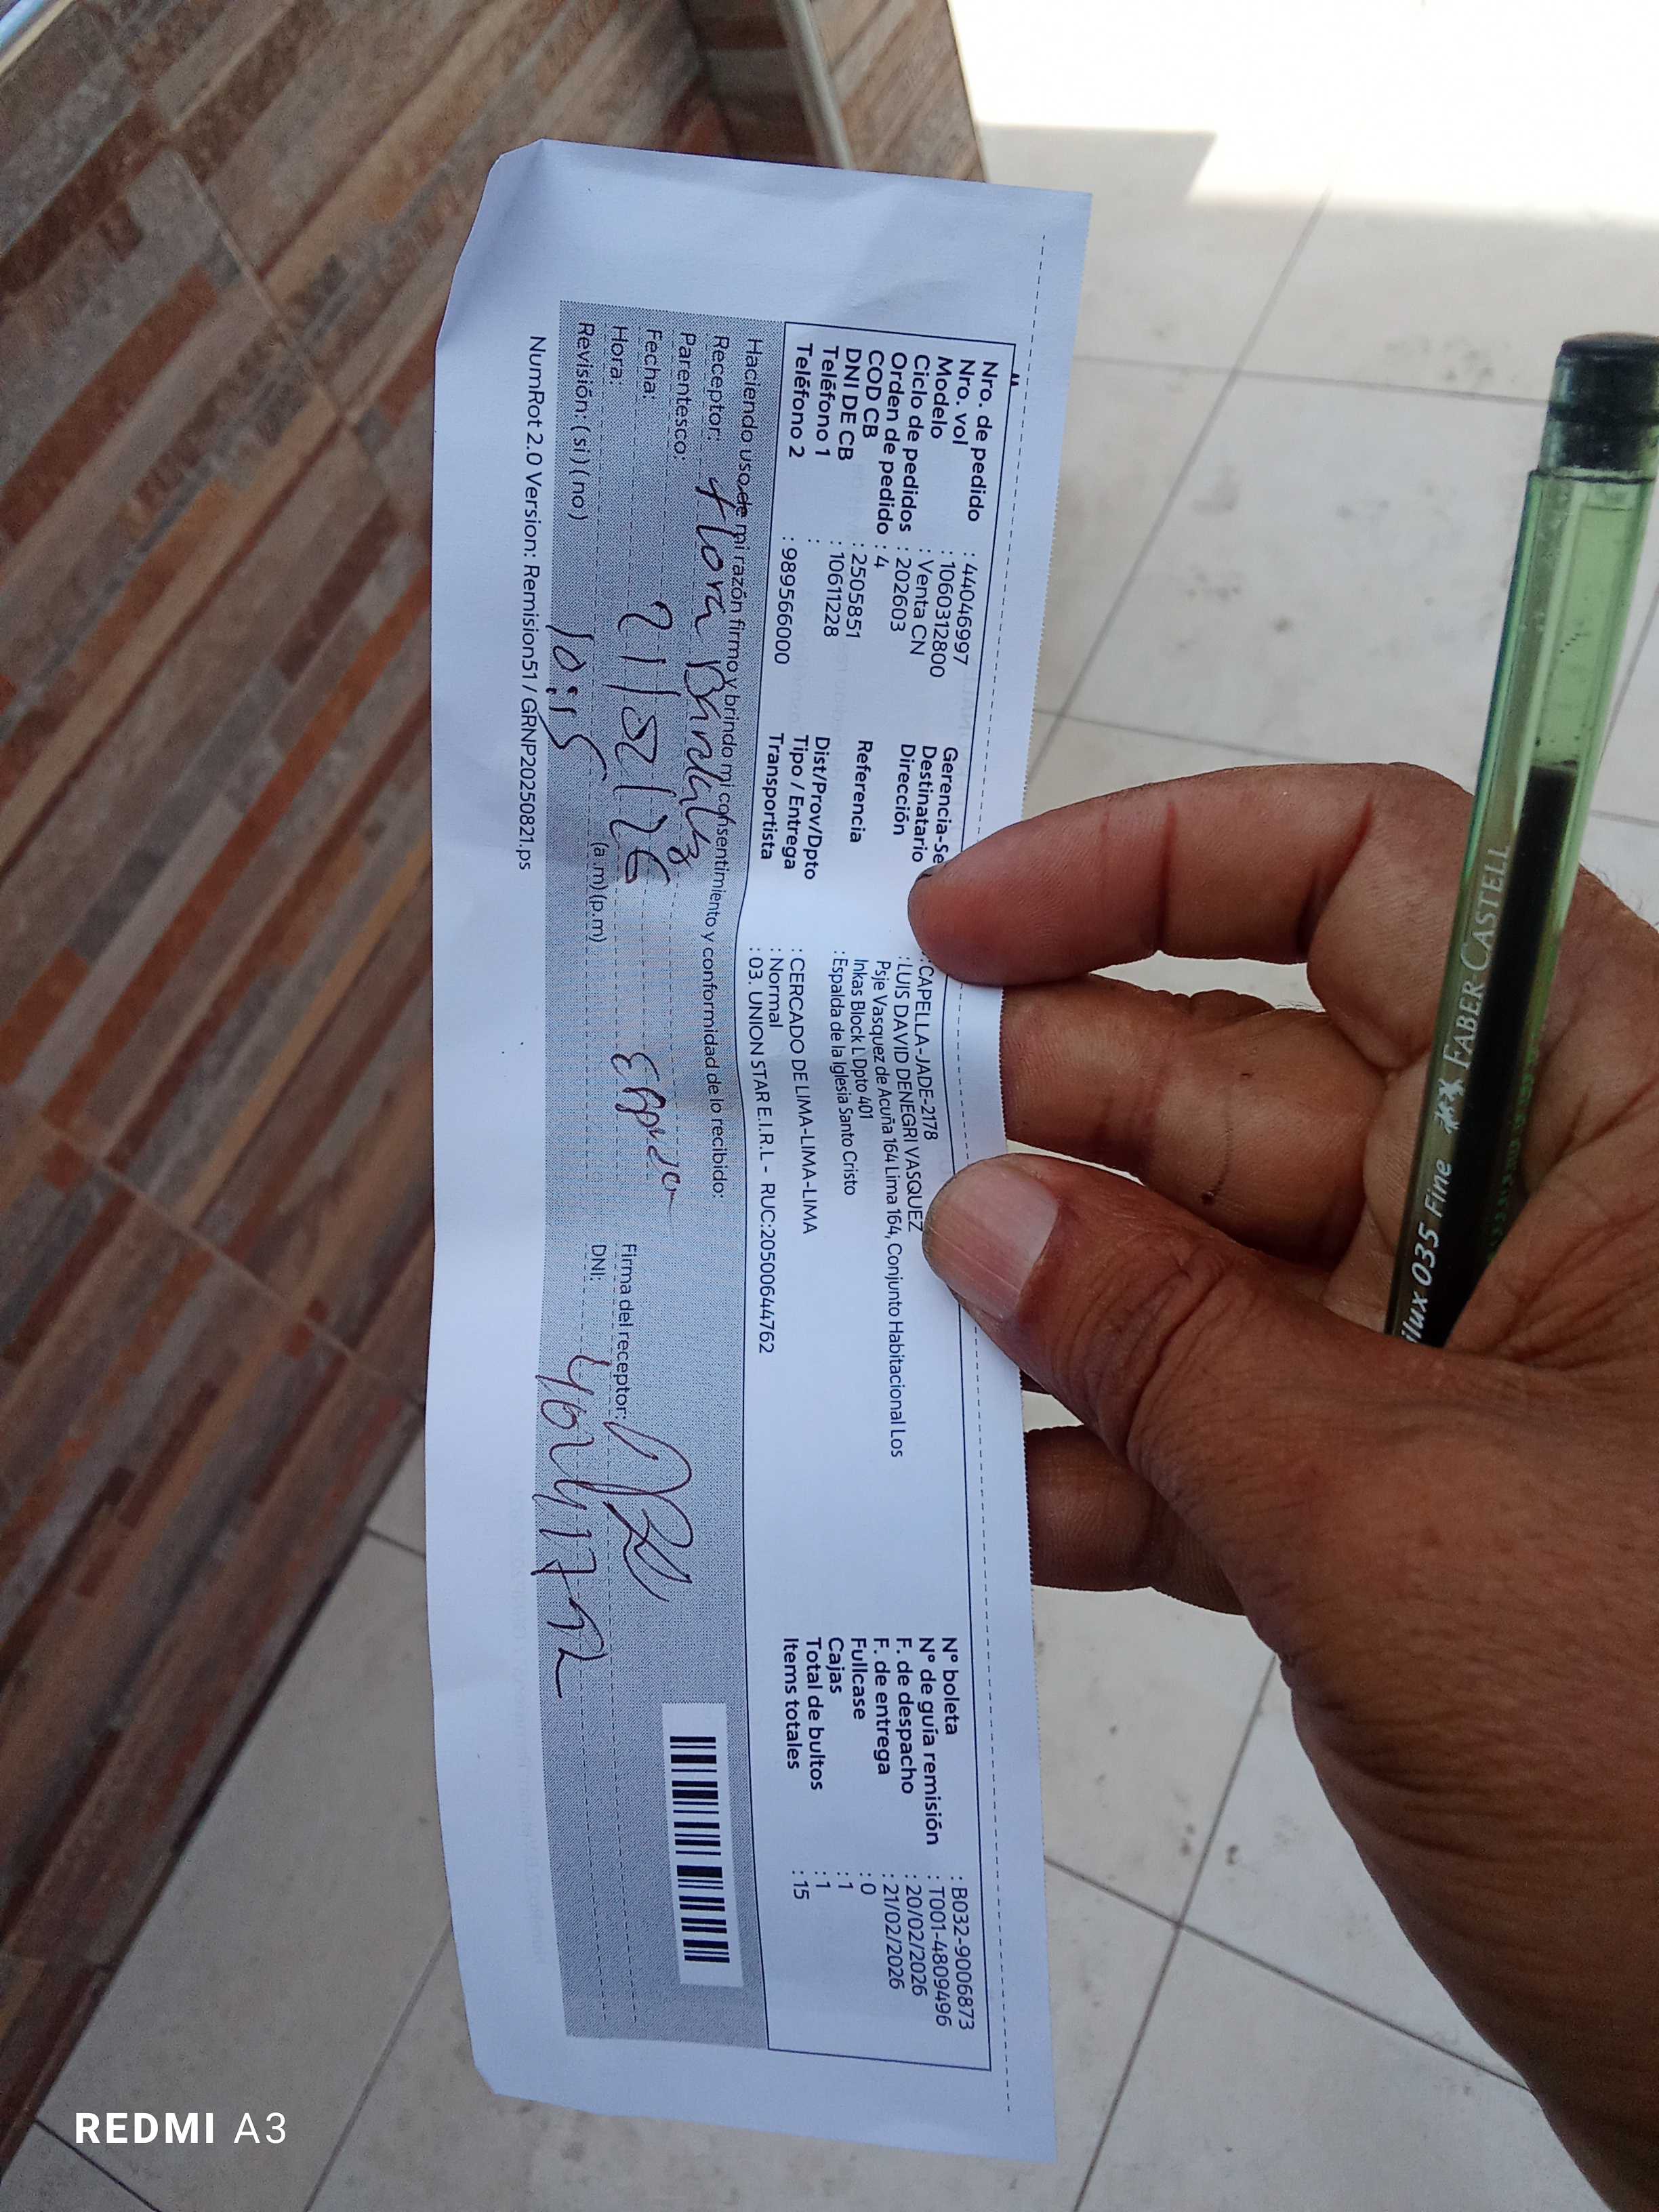 Nro. de pedido : 44046997
Nro. vol : 1060312800
Modelo : Venta CN
Ciclo de pedidos : 202603
Orden de pedido : 4
COD CB : 2505851
DNI DE CB : 10611228
Teléfono 1 :
Teléfono 2 : 989566000
Gerencia-Se : CAPELLA-JADE-2178
Destinatario : LUIS DAVID DENEGRI VASQUEZ
Dirección Psje Vasquez de Acuña 164 Lima 164, Conjunto Habitacional Los
Inkas Block L Dpto 401
Referencia : Espalda de la Iglesia Santo Cristo
Dist/Prov/Dpto : CERCADO DE LIMA-LIMA-LIMA
Tipo / Entrega : Normal
Transportista : 03. UNION STAR E.I.R.L - RUC:20500644762
N° boleta : B032-9006873
N° de guía remisión : T001-4809496
F. de despacho : 20/02/2026
F. de entrega : 21/02/2026
Fullcase : 0
Cajas : 1
Total de bultos : 1
Items totales : 15
Haciendo uso de mi razón firmo y brindo mi consentimiento y conformidad de lo recibido:
Receptor: Flora
Parentesco:
Fecha: 21/02/26
Hora: 10:15 (a.m) (p.m)
Revisión: ( si ) ( no )
Firma del receptor:
DNI:
NumRot 2.0 Version: Remision51 / GRNP20250821.ps
FABER CASTELL
ilux 035 Fine
REDMI A3